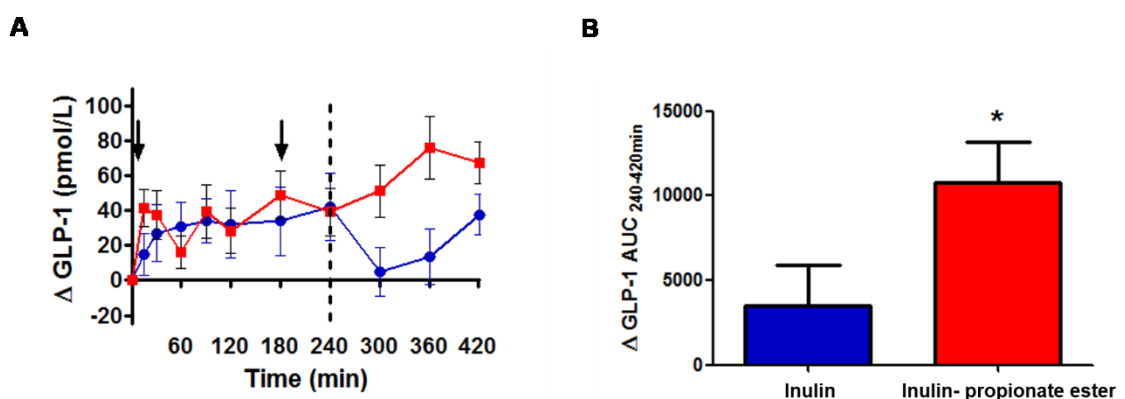 A
Δ GLP-1 (pmol/L)
100
80
60
40
20
0
-20
60 120 180 240 300 360 420
Time (min)
B
Δ GLP-1 AUC 240-420min
15000
10000
5000
0
*
Inulin Inulin- propionate ester